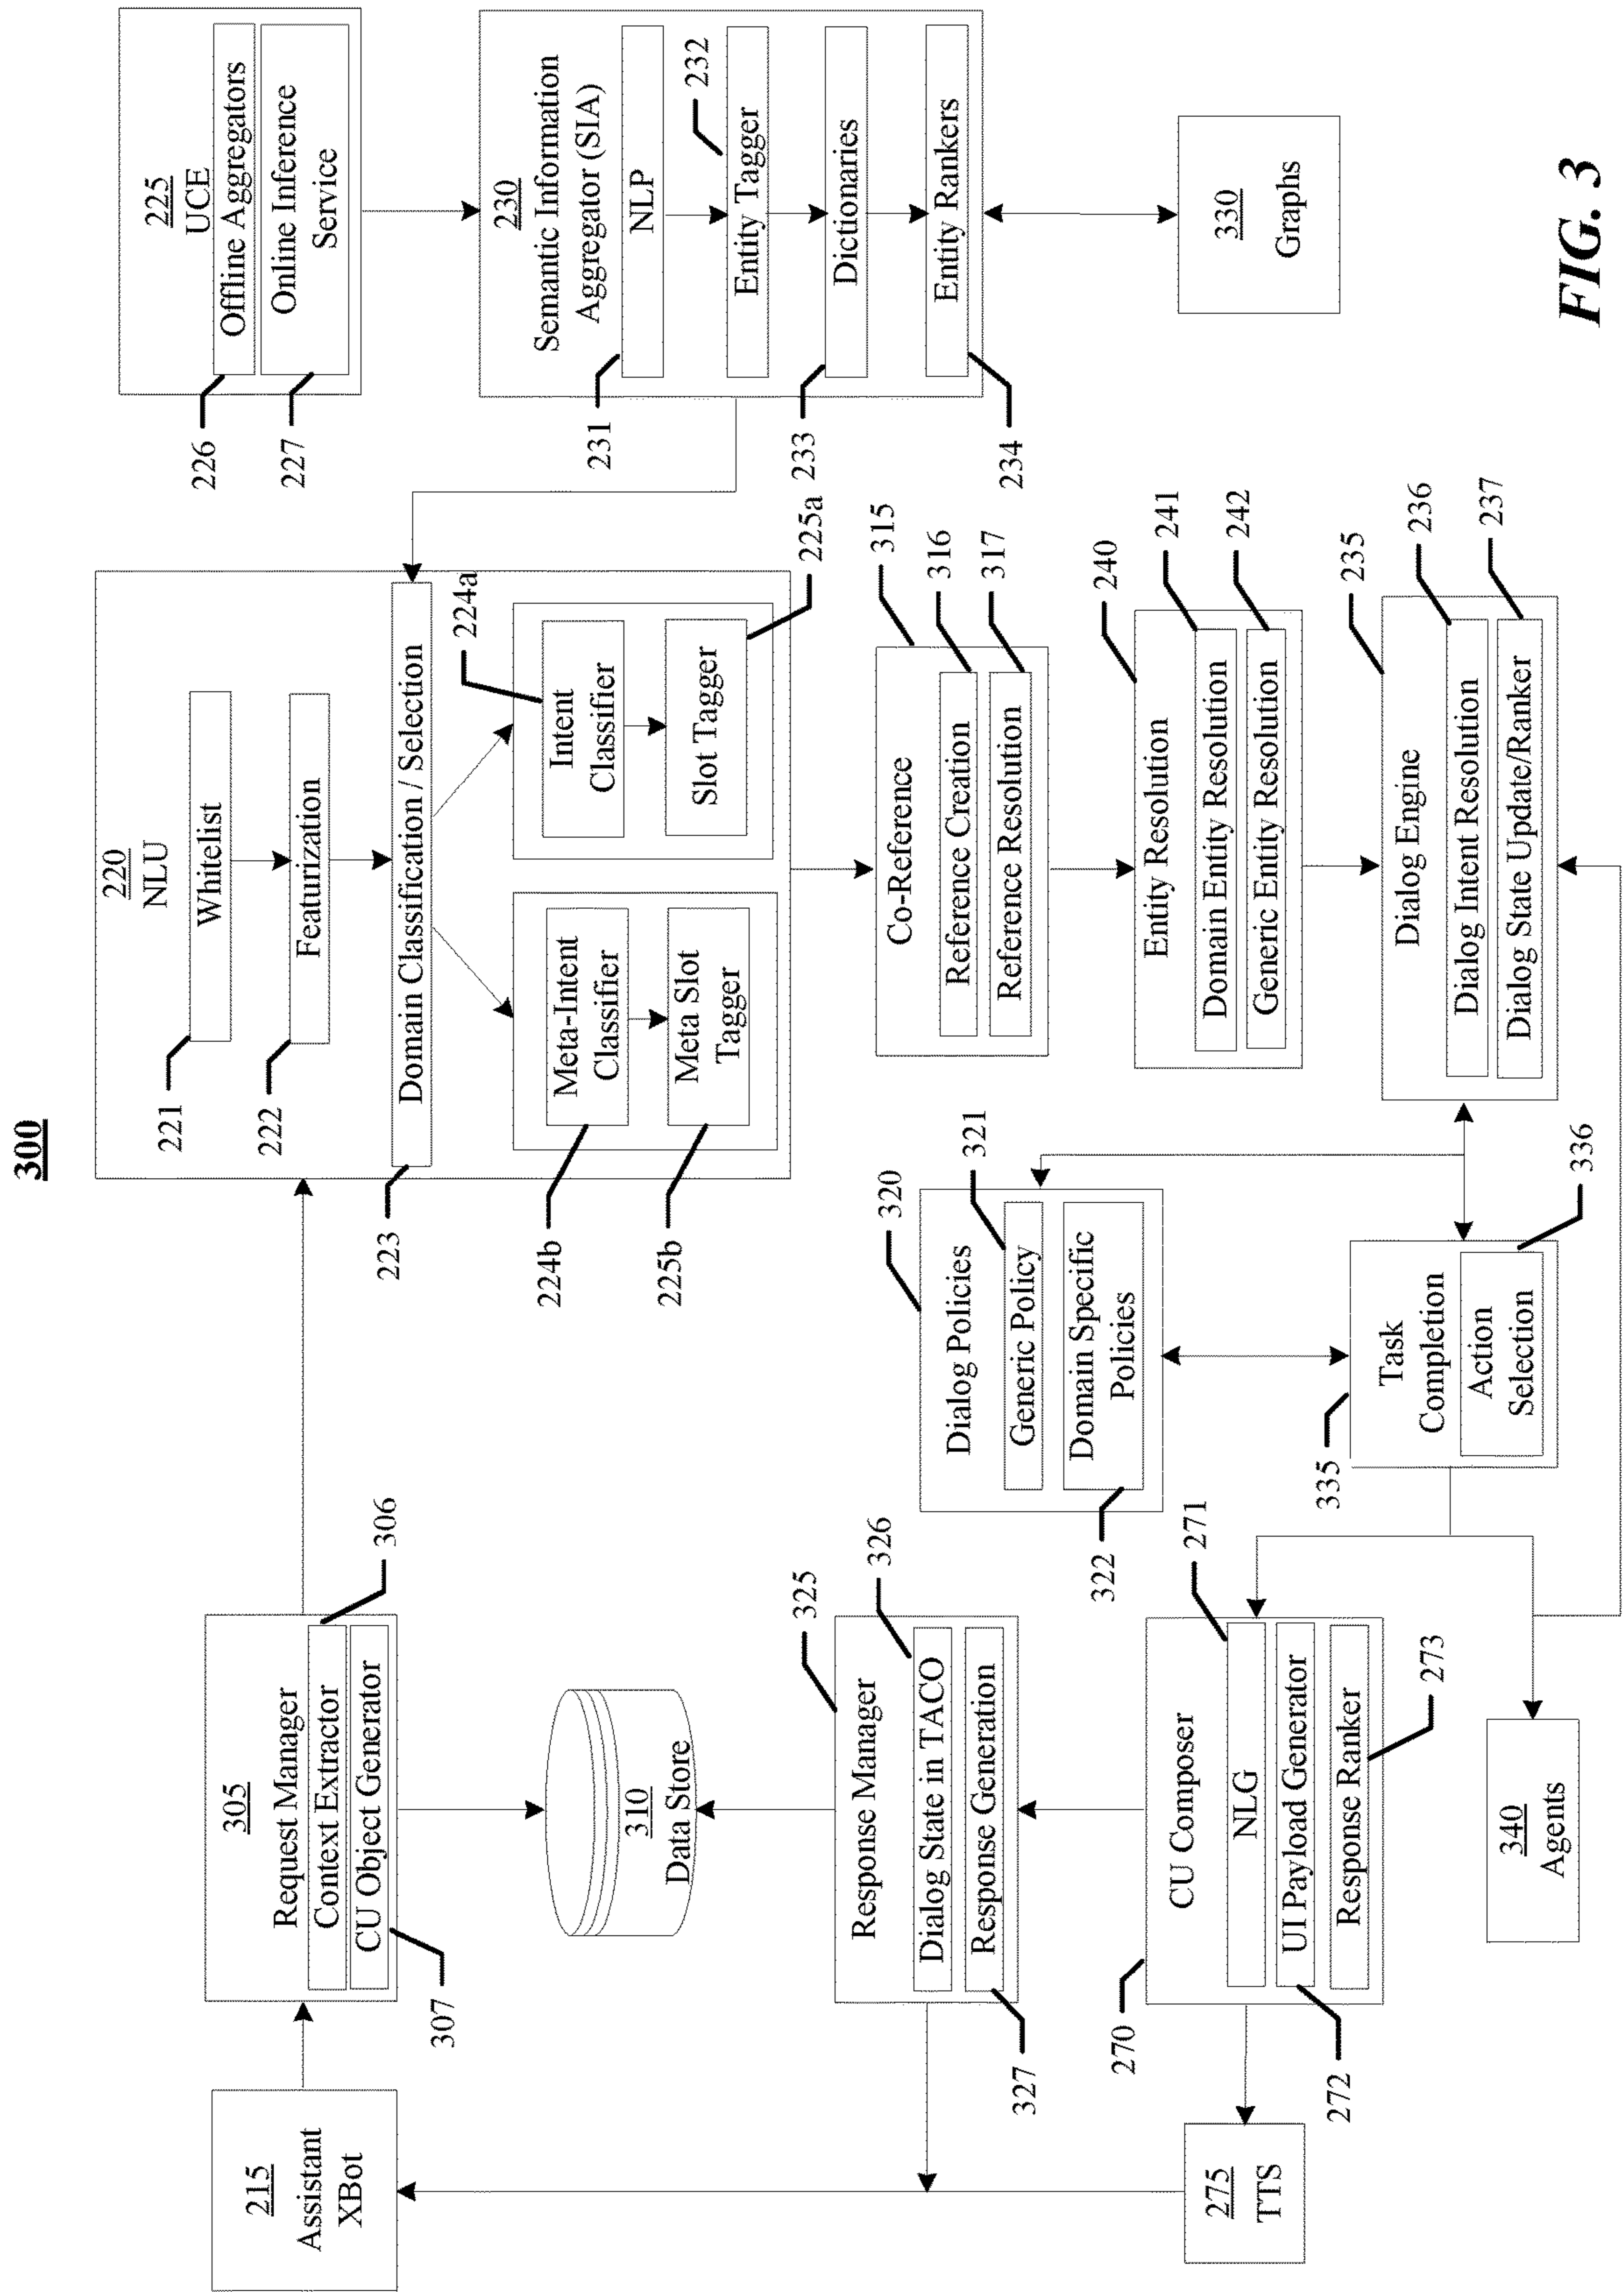 300
215
Assistant
XBot
305
Request Manager
Context Extractor
CU Object Generator
306
307
310
Data Store
220
NLU
221
Whitelist
222
Featurization
223
Domain Classification / Selection
Meta-Intent
Classifier
Meta Slot
Tagger
224b
225b
224a
Intent
Classifier
Slot Tagger
225a
225
UCE
Offline Aggregators
Online Inference
Service
226
227
230
Semantic Information
Aggregator (SIA)
231
NLP
232
Entity Tagger
233
Dictionaries
Entity Rankers
234
330
Graphs
315
Co-Reference
Reference Creation
316
Reference Resolution
317
240
Entity Resolution
Domain Entity Resolution
241
Generic Entity Resolution
242
235
Dialog Engine
Dialog Intent Resolution
236
Dialog State Update/Ranker
237
320
Dialog Policies
321
Generic Policy
Domain Specific
Policies
322
335
Task
Completion
Action
Selection
336
325
Response Manager
326
Dialog State in TACO
Response Generation
327
270
CU Composer
271
NLG
UI Payload Generator
272
Response Ranker
273
275
TTS
340
Agents
FIG. 3